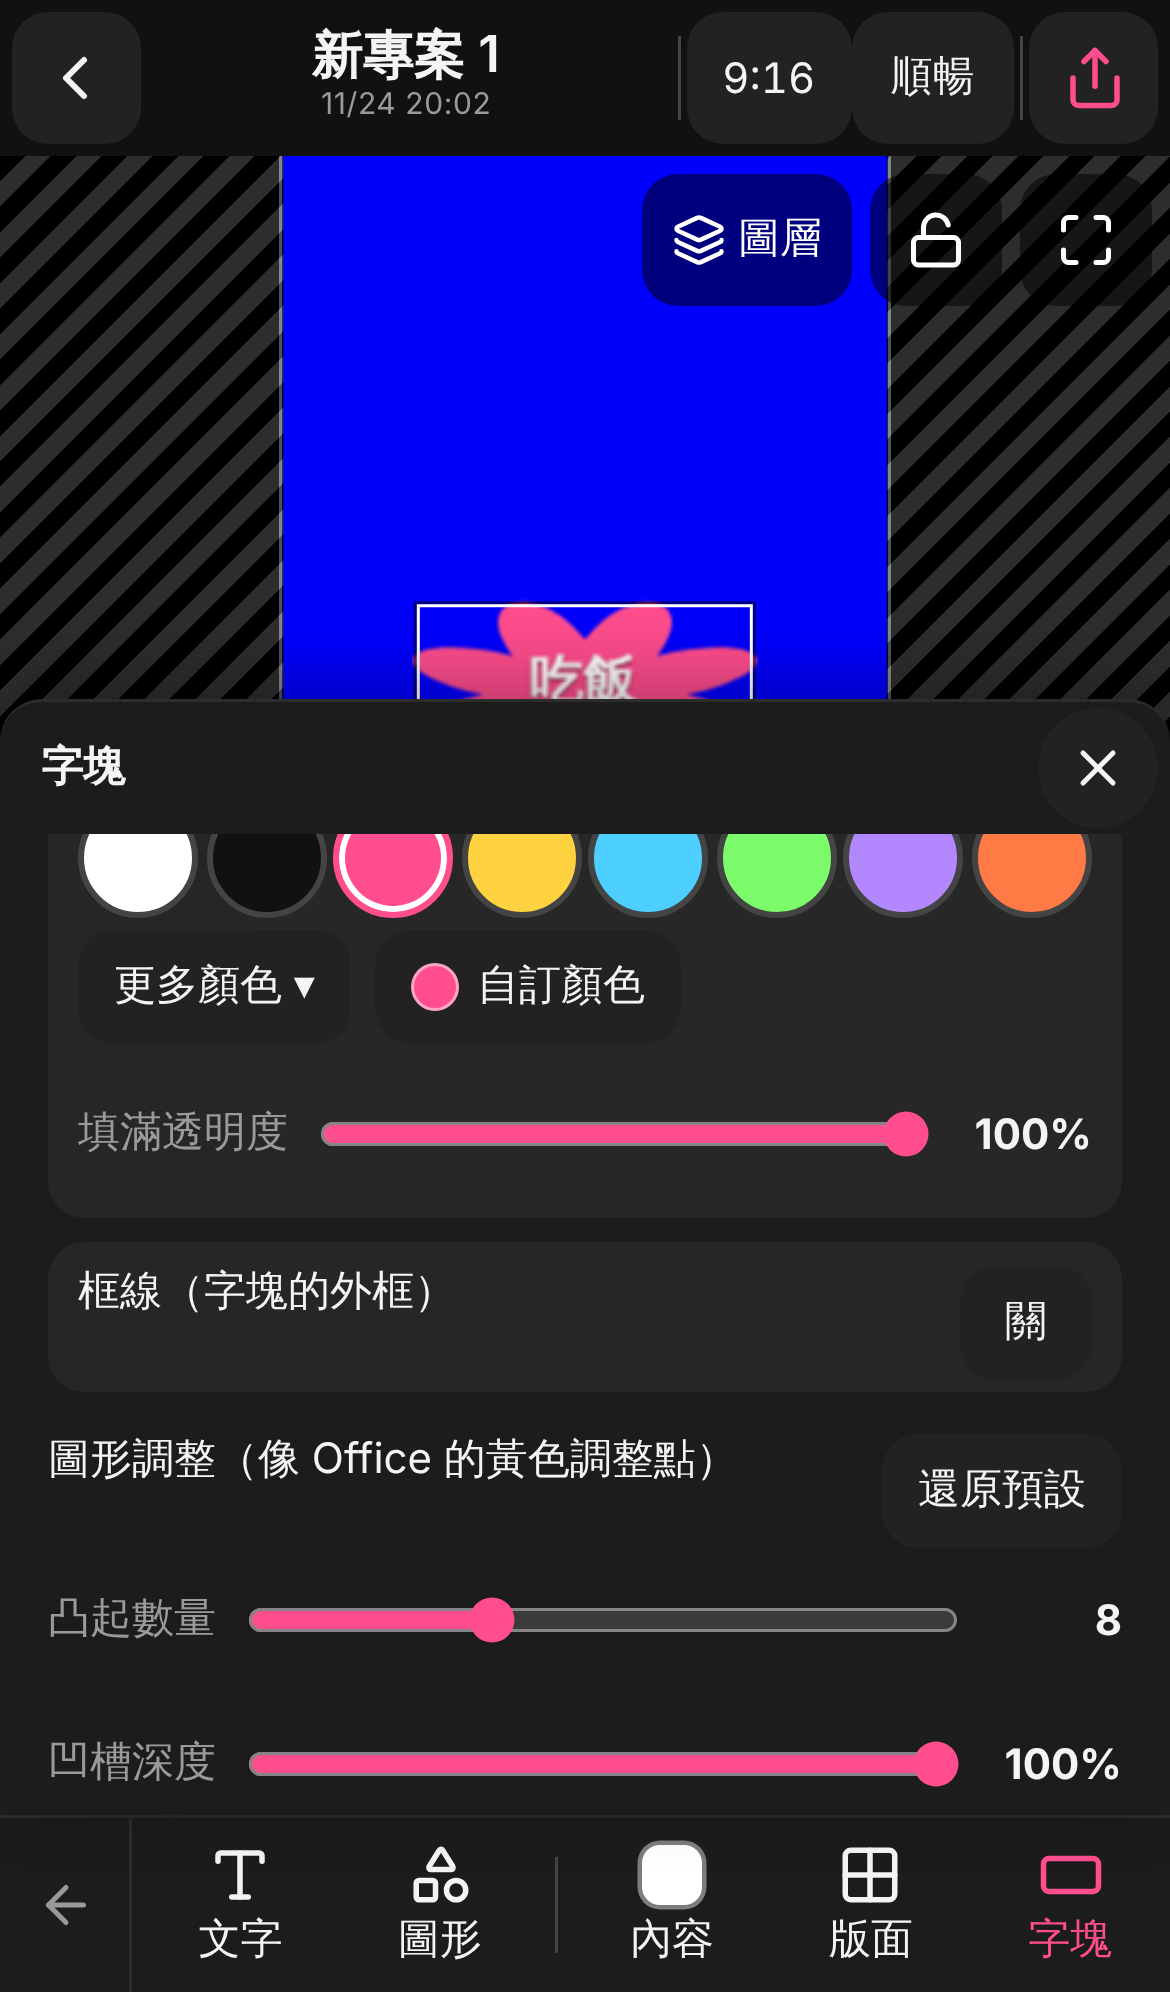 新專案 1
11/24 20:02
9:16
順暢
圖層
吃飯
字塊
更多顏色 ▾
自訂顏色
填滿透明度
100%
框線（字塊的外框）
關
圖形調整（像 Office 的黃色調整點）
還原預設
凸起數量
8
凹槽深度
100%
文字
圖形
內容
版面
字塊